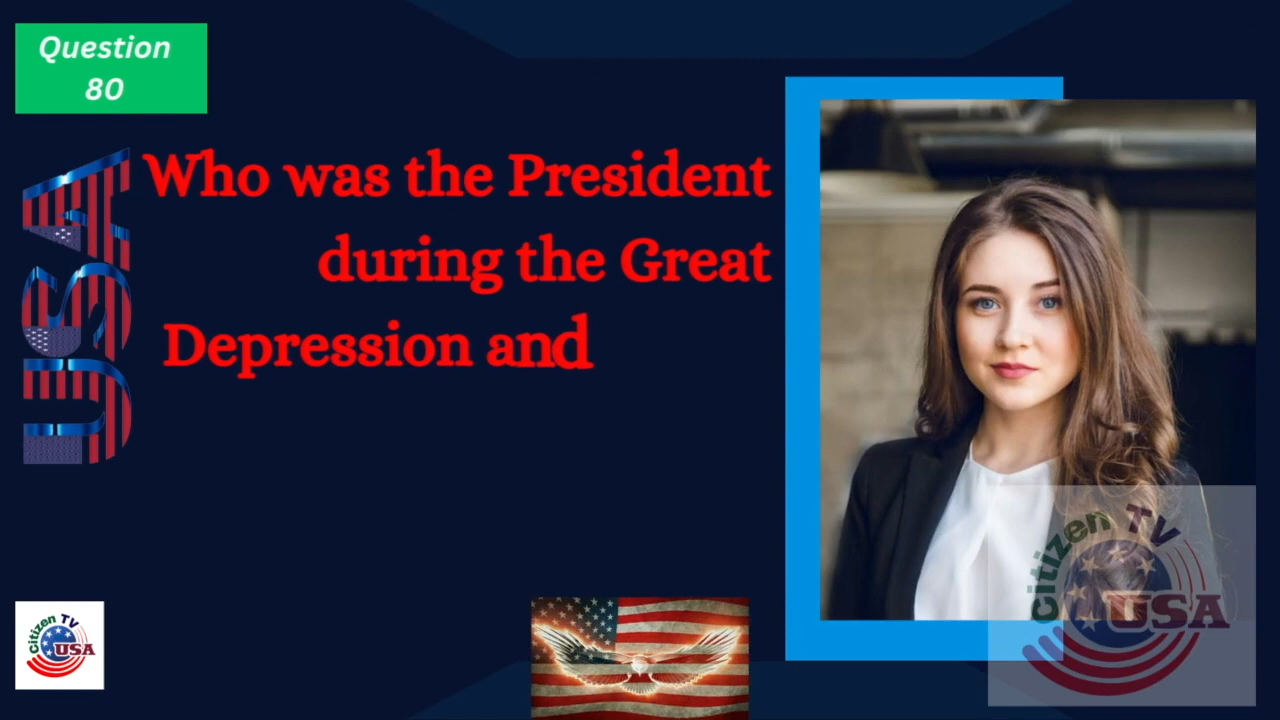 Question
80
USA
Who was the President
during the Great
Depression and
Citizen TV
USA
Citizen TV
USA